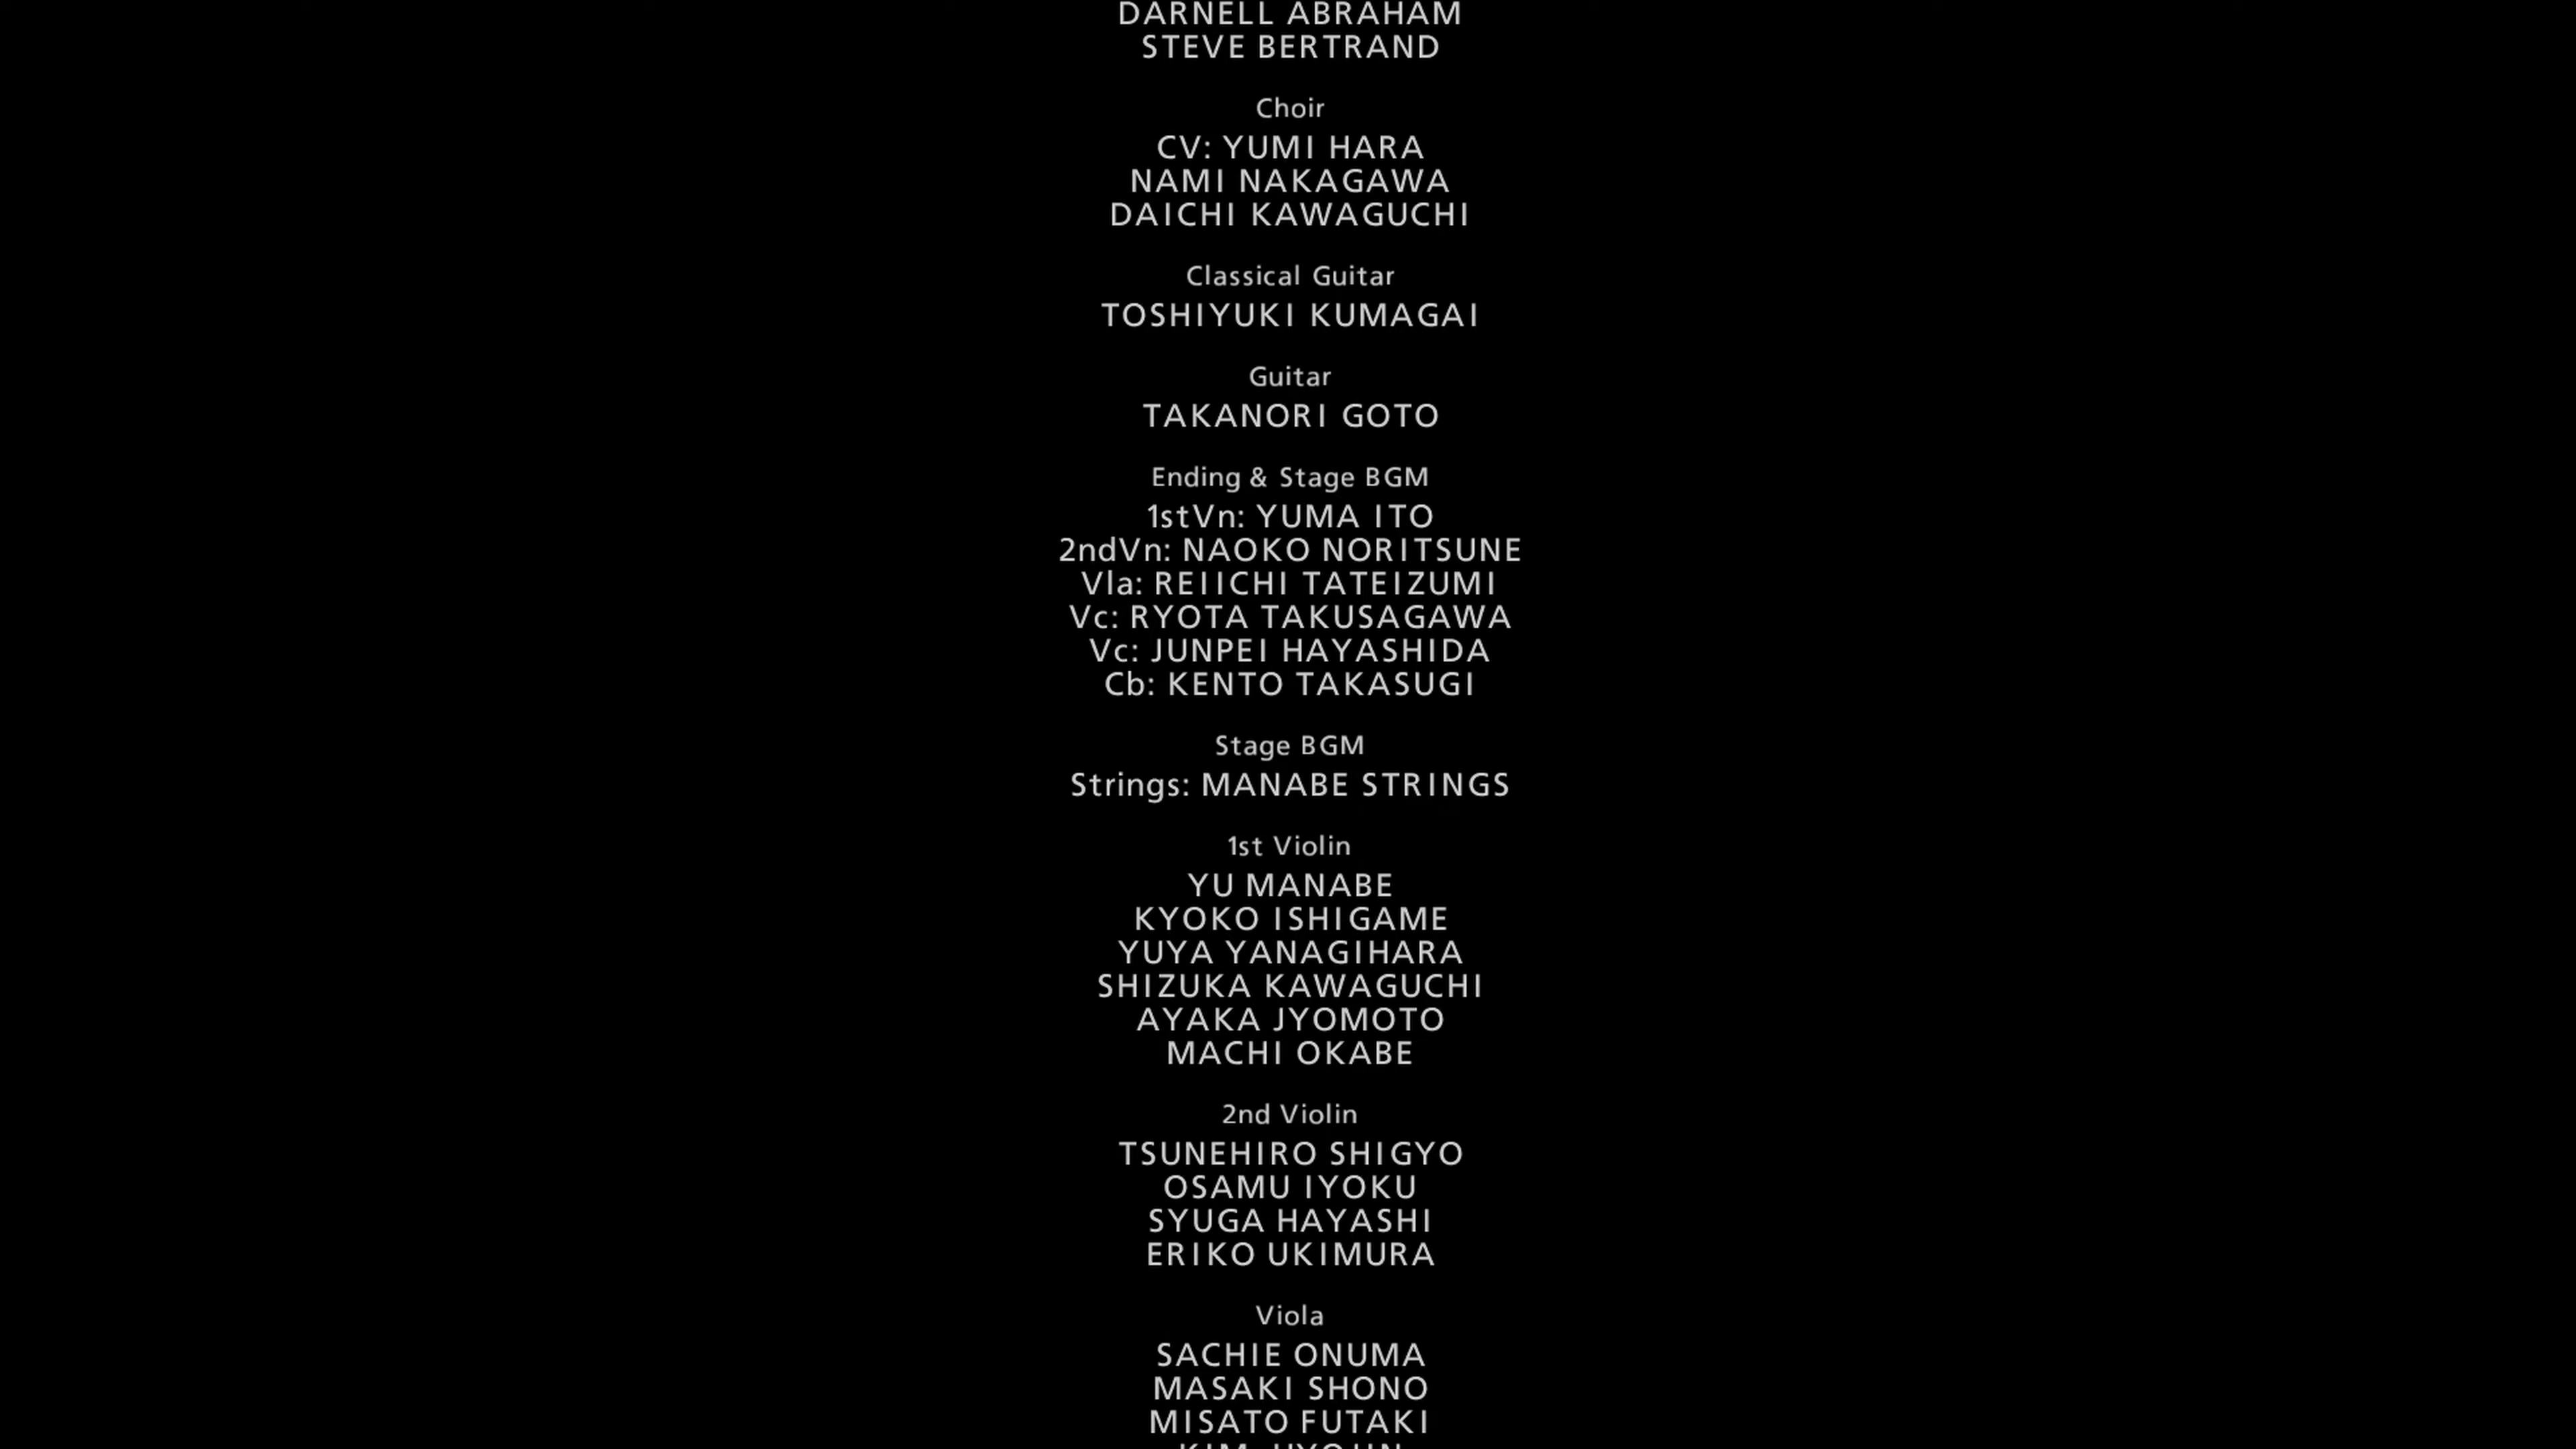 DARNELL ABRAHAM
STEVE BERTRAND
Choir
CV: YUMI HARA
NAMI NAKAGAWA
DAICHI KAWAGUCHI
Classical Guitar
TOSHIYUKI KUMAGAI
Guitar
TAKANORI GOTO
Ending & Stage BGM
1stVn: YUMA ITO
2ndVn: NAOKO NORITSUNE
Vla: REIICHI TATEIZUMI
Vc: RYOTA TAKUSAGAWA
Vc: JUNPEI HAYASHIDA
Cb: KENTO TAKASUGI
Stage BGM
Strings: MANABE STRINGS
1st Violin
YU MANABE
KYOKO ISHIGAME
YUYA YANAGIHARA
SHIZUKA KAWAGUCHI
AYAKA JYOMOTO
MACHI OKABE
2nd Violin
TSUNEHIRO SHIGYO
OSAMU IYOKU
SYUGA HAYASHI
ERIKO UKIMURA
Viola
SACHIE ONUMA
MASAKI SHONO
MISATO FUTAKI